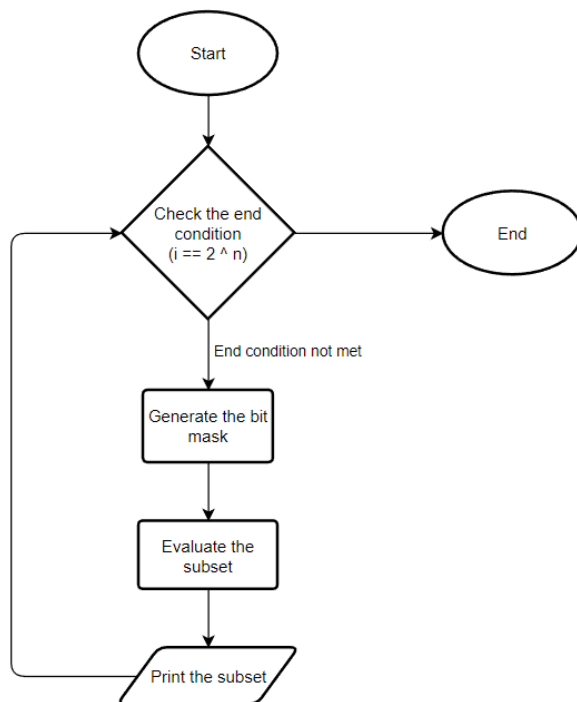 Start
Check the end
condition
(i == 2 ^ n)
End
End condition not met
Generate the bit
mask
Evaluate the
subset
Print the subset